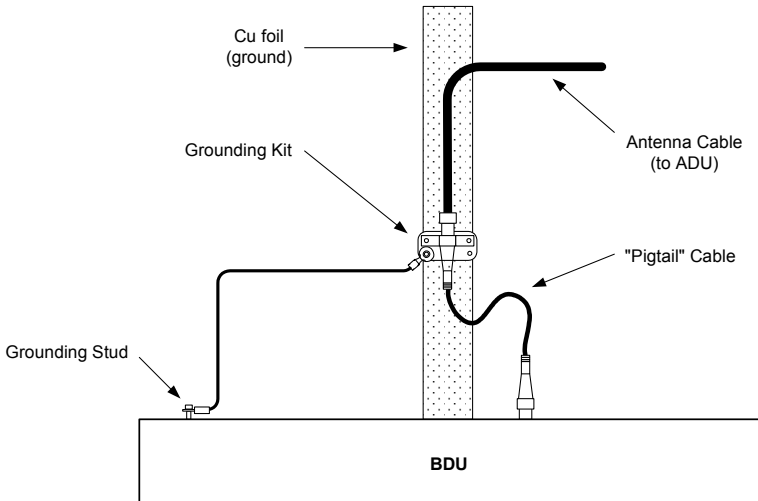 Cu foil
(ground)
Grounding Kit
Antenna Cable
(to ADU)
"Pigtail" Cable
Grounding Stud
BDU